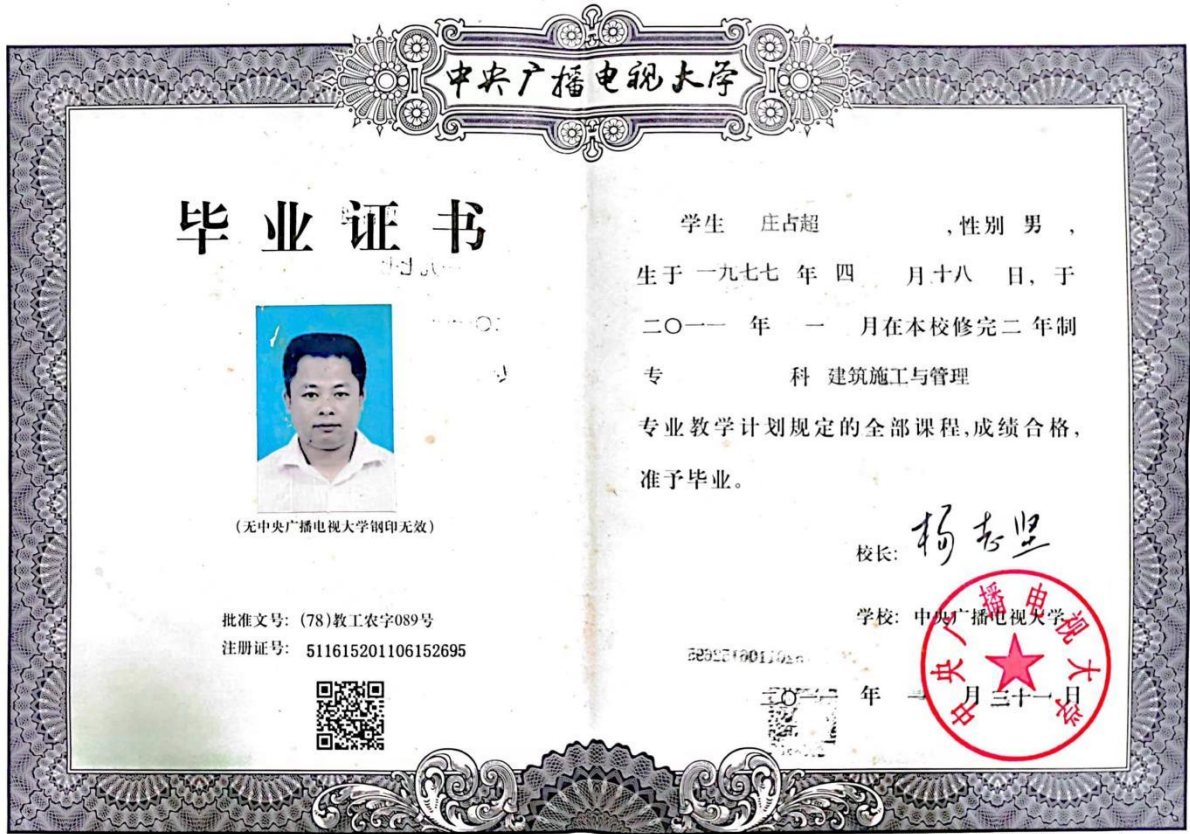 中央广播电视大学
毕业证书
(无中央广播电视大学钢印无效)
批准文号: (78)教工农字089号
注册证号: 511615201106152695
学生 庄占超 ,性别 男 ,
生于 一九七七 年 四 月十八 日, 于
二〇一一 年 一 月在本校修完二 年制
专 科 建筑施工与管理
专业教学计划规定的全部课程,成绩合格,
准予毕业。
校长: 杨志坚
学校: 中央广播电视大学
二〇一一 年 一 月三十一日
中央广播电视大学